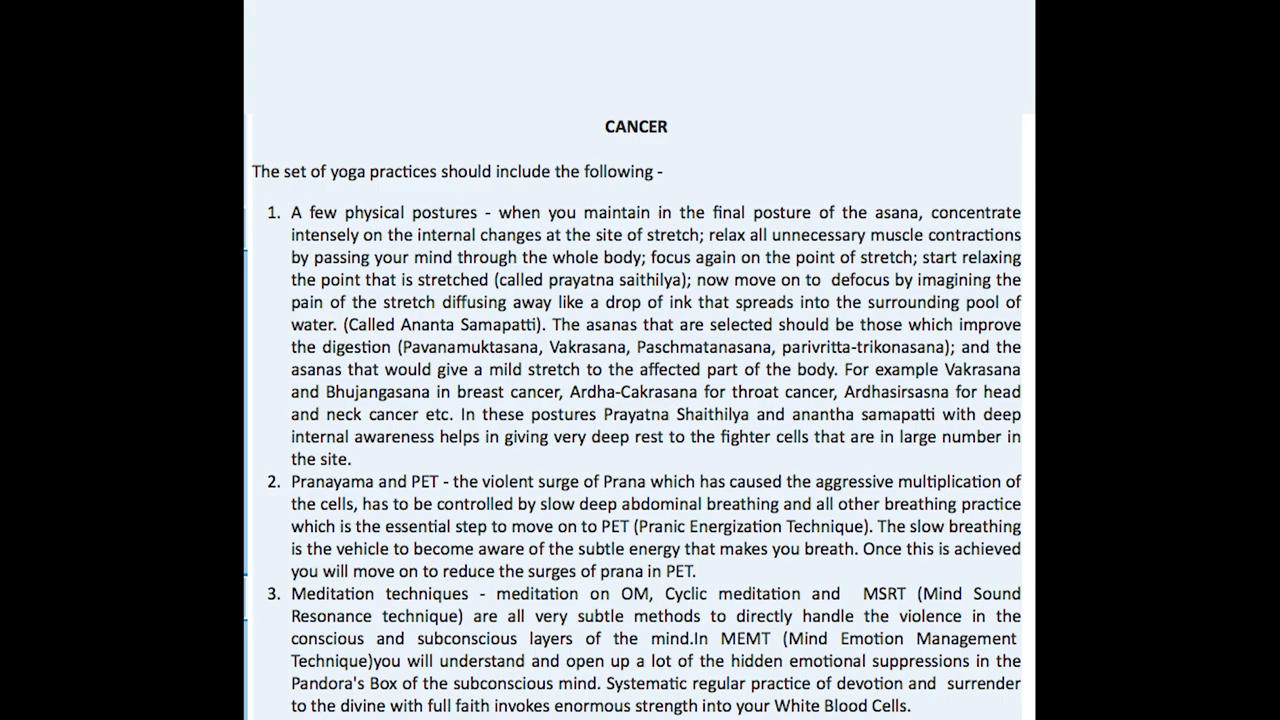 CANCER
The set of yoga practices should include the following -
1. A few physical postures - when you maintain in the final posture of the asana, concentrate
intensely on the internal changes at the site of stretch; relax all unnecessary muscle contractions
by passing your mind through the whole body; focus again on the point of stretch; start relaxing
the point that is stretched (called prayatna saithilya); now move on to defocus by imagining the
pain of the stretch diffusing away like a drop of ink that spreads into the surrounding pool of
water. (Called Ananta Samapatti). The asanas that are selected should be those which improve
the digestion (Pavanamuktasana, Vakrasana, Paschmatanasana, parivritta-trikonasana); and the
asanas that would give a mild stretch to the affected part of the body. For example Vakrasana
and Bhujangasana in breast cancer, Ardha-Cakrasana for throat cancer, Ardhasirsasna for head
and neck cancer etc. In these postures Prayatna Shaithilya and anantha samapatti with deep
internal awareness helps in giving very deep rest to the fighter cells that are in large number in
the site.
2. Pranayama and PET - the violent surge of Prana which has caused the aggressive multiplication of
the cells, has to be controlled by slow deep abdominal breathing and all other breathing practice
which is the essential step to move on to PET (Pranic Energization Technique). The slow breathing
is the vehicle to become aware of the subtle energy that makes you breath. Once this is achieved
you will move on to reduce the surges of prana in PET.
3. Meditation techniques - meditation on OM, Cyclic meditation and MSRT (Mind Sound
Resonance technique) are all very subtle methods to directly handle the violence in the
conscious and subconscious layers of the mind.In MEMT (Mind Emotion Management
Technique)you will understand and open up a lot of the hidden emotional suppressions in the
Pandora's Box of the subconscious mind. Systematic regular practice of devotion and surrender
to the divine with full faith invokes enormous strength into your White Blood Cells.